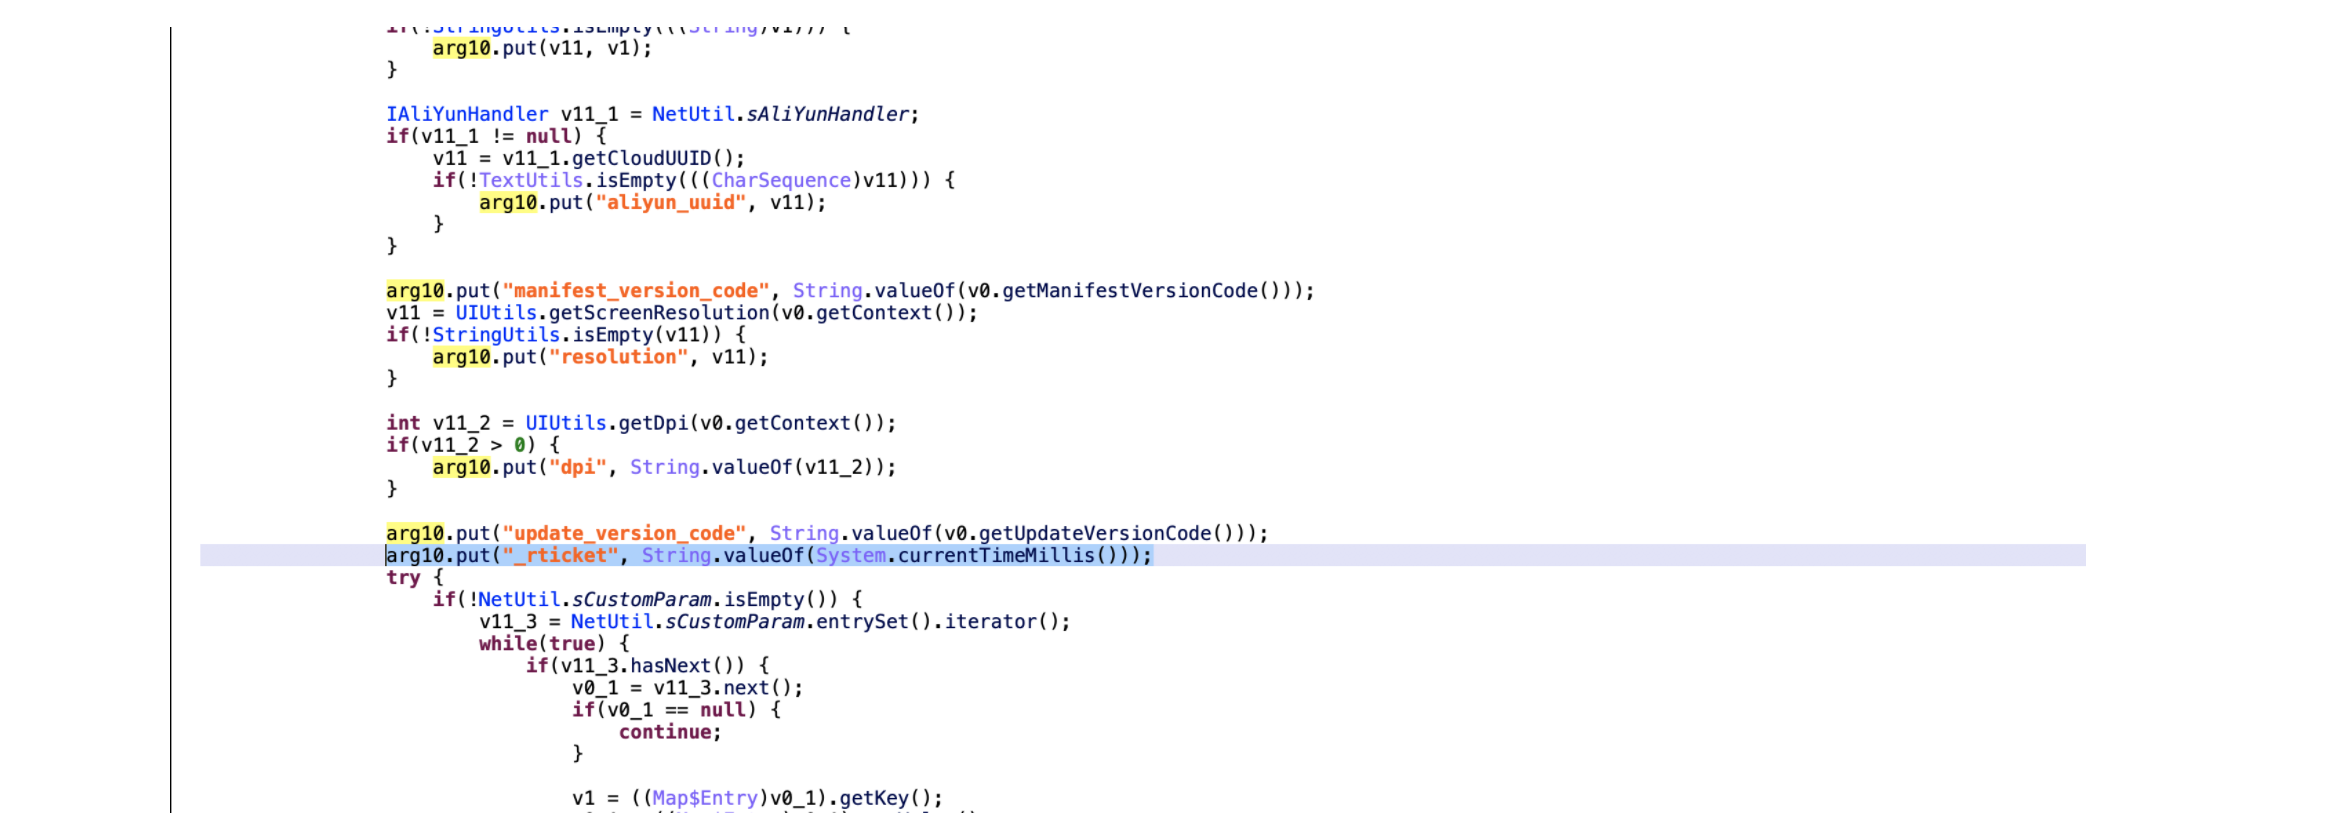 if(!StringUtils.isEmpty(((String)v1))) {
arg10.put(v11, v1);
}
IAliYunHandler v11_1 = NetUtil.sAliYunHandler;
if(v11_1 != null) {
v11 = v11_1.getCloudUUID();
if(!TextUtils.isEmpty(((CharSequence)v11))) {
arg10.put("aliyun_uuid", v11);
}
}
arg10.put("manifest_version_code", String.valueOf(v0.getManifestVersionCode()));
v11 = UIUtils.getScreenResolution(v0.getContext());
if(!StringUtils.isEmpty(v11)) {
arg10.put("resolution", v11);
}
int v11_2 = UIUtils.getDpi(v0.getContext());
if(v11_2 > 0) {
arg10.put("dpi", String.valueOf(v11_2));
}
arg10.put("update_version_code", String.valueOf(v0.getUpdateVersionCode()));
arg10.put("_rticket", String.valueOf(System.currentTimeMillis()));
try {
if(!NetUtil.sCustomParam.isEmpty()) {
v11_3 = NetUtil.sCustomParam.entrySet().iterator();
while(true) {
if(v11_3.hasNext()) {
v0_1 = v11_3.next();
if(v0_1 == null) {
continue;
}
v1 = ((Map$Entry)v0_1).getKey();